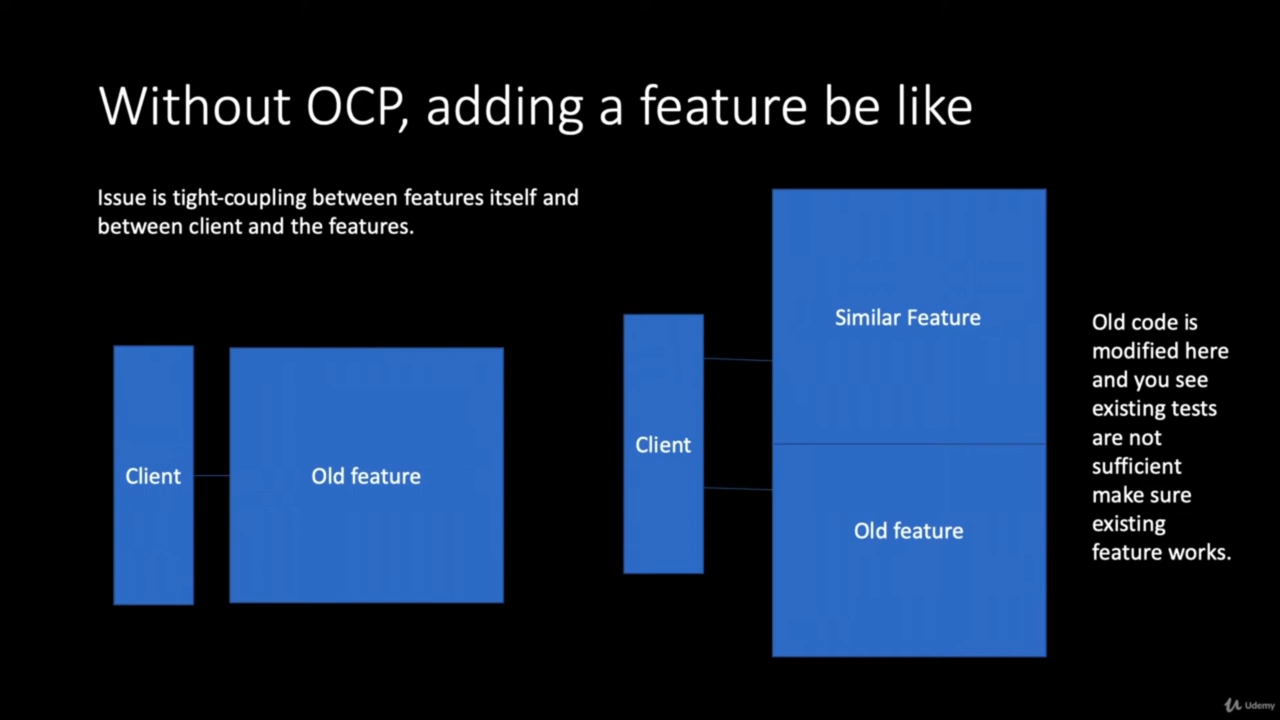 Without OCP, adding a feature be like
Issue is tight-coupling between features itself and
between client and the features.
Client
Old feature
Client
Similar Feature
Old feature
Old code is
modified here
and you see
existing tests
are not
sufficient
make sure
existing
feature works.
Udemy